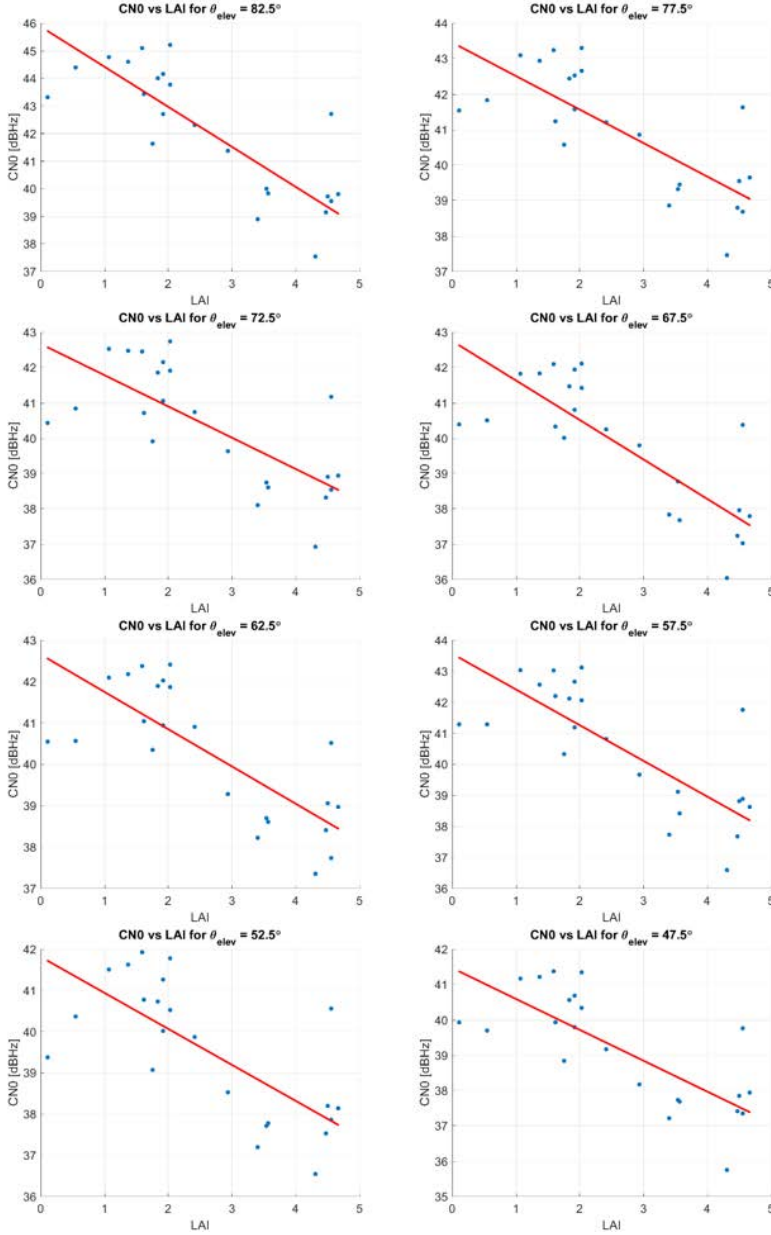 CN0 vs LAI for θelev = 82.5°
46
45
44
43
42
41
40
39
38
37
CN0 [dBHz]
0 1 2 3 4 5
LAI
CN0 vs LAI for θelev = 77.5°
44
43
42
41
40
39
38
37
CN0 [dBHz]
0 1 2 3 4 5
LAI
CN0 vs LAI for θelev = 72.5°
43
42
41
40
39
38
37
36
CN0 [dBHz]
0 1 2 3 4 5
LAI
CN0 vs LAI for θelev = 67.5°
43
42
41
40
39
38
37
36
CN0 [dBHz]
0 1 2 3 4 5
LAI
CN0 vs LAI for θelev = 62.5°
43
42
41
40
39
38
37
CN0 [dBHz]
0 1 2 3 4 5
LAI
CN0 vs LAI for θelev = 57.5°
44
43
42
41
40
39
38
37
36
CN0 [dBHz]
0 1 2 3 4 5
LAI
CN0 vs LAI for θelev = 52.5°
42
41
40
39
38
37
36
CN0 [dBHz]
0 1 2 3 4 5
LAI
CN0 vs LAI for θelev = 47.5°
42
41
40
39
38
37
36
35
CN0 [dBHz]
0 1 2 3 4 5
LAI